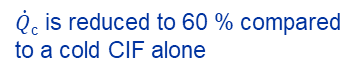 Q̇c is reduced to 60 % compared
to a cold CIF alone